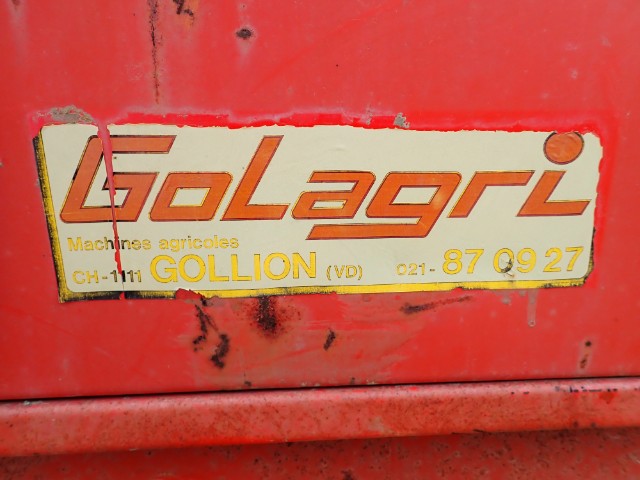 Golagri
Machines agricoles
CH-1111 GOLLION (VD) 021-87 09 27